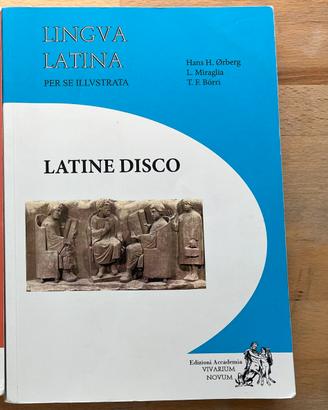 LINGVA
LATINA
PER SE ILLVSTRATA
Hans H. Ørberg
L. Miraglia
T. F. Bórri
LATINE DISCO
Edizioni Accademia
VIVARIUM
NOVUM